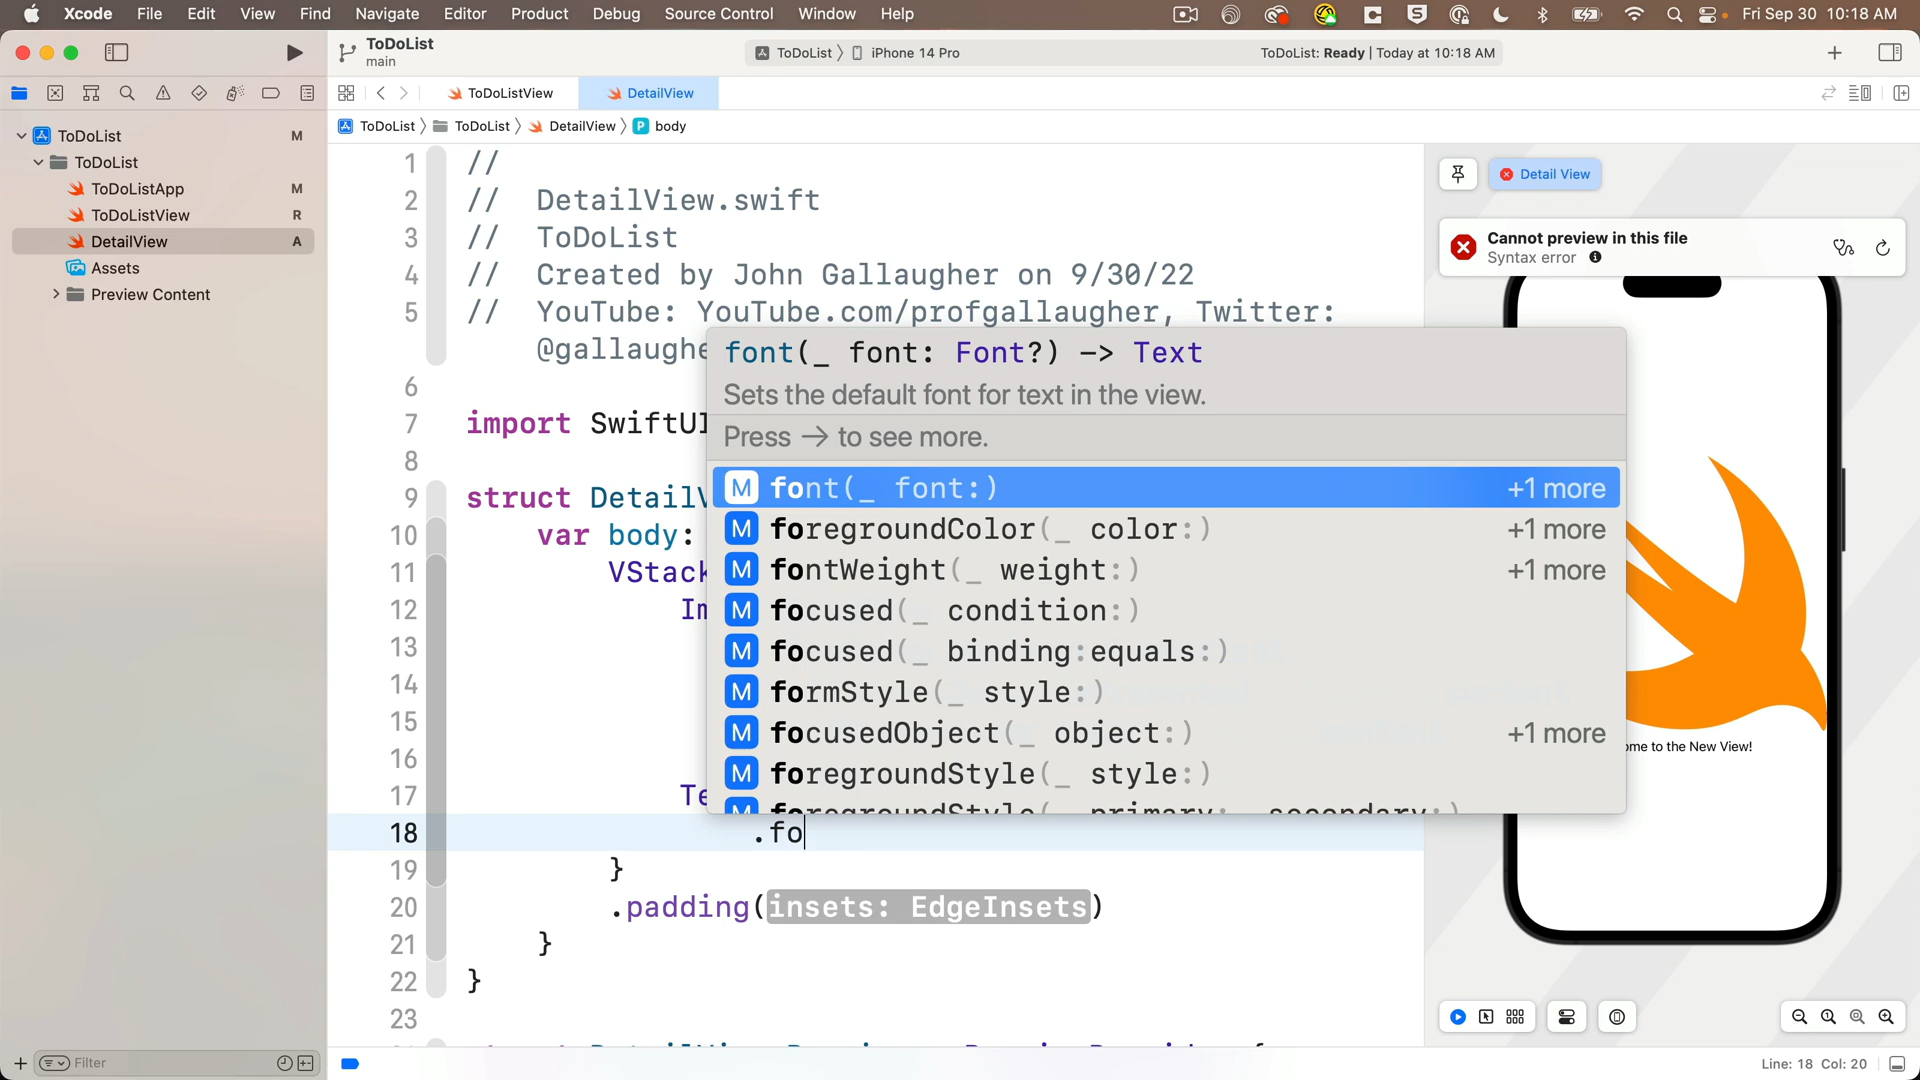 Xcode File Edit View Find Navigate Editor Product Debug Source Control Window Help Fri Sep 30 10:18 AM
ToDoList
main
ToDoList iPhone 14 Pro ToDoList: Ready | Today at 10:18 AM
ToDoListView DetailView
ToDoList ToDoList DetailView P body
ToDoList M
ToDoList
ToDoListApp M
ToDoListView R
DetailView A
Assets
Preview Content
Filter
1 //
2 // DetailView.swift
3 // ToDoList
4 // Created by John Gallaugher on 9/30/22
5 // YouTube: YouTube.com/profgallaugher, Twitter:
@gallaughe
6
7 import SwiftUI
8
9 struct DetailV
10 var body:
11 VStack
12 Im
13
14
15
16
17 Te
18 .fo
19 }
20 .padding(insets: EdgeInsets)
21 }
22 }
23
font(_ font: Font?) -> Text
Sets the default font for text in the view.
Press → to see more.
M font(_ font:) +1 more
M foregroundColor(_ color:) +1 more
M fontWeight(_ weight:) +1 more
M focused(_ condition:)
M focused(_ binding:equals:)
M formStyle(_ style:)
M focusedObject(_ object:) +1 more
M foregroundStyle(_ style:)
M foregroundStyle(_ primary:_ secondary:)
Detail View
Cannot preview in this file
Syntax error
ome to the New View!
Line: 18 Col: 20